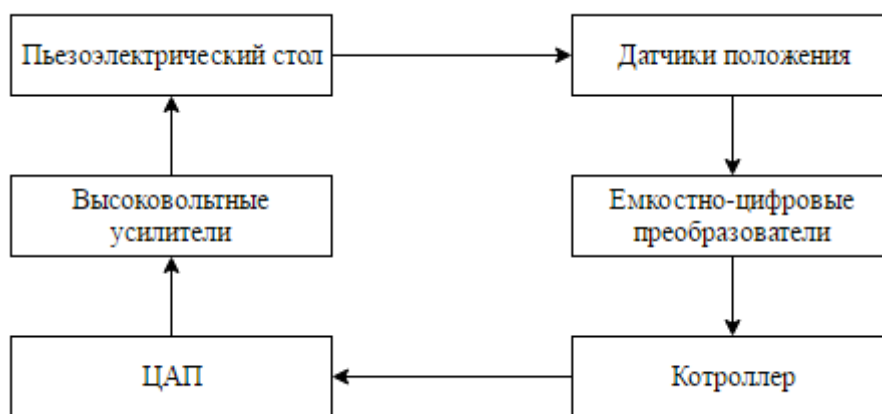 Пьезоэлектрический стол
Датчики положения
Высоковольтные
усилители
Емкостно-цифровые
преобразователи
ЦАП
Котроллер